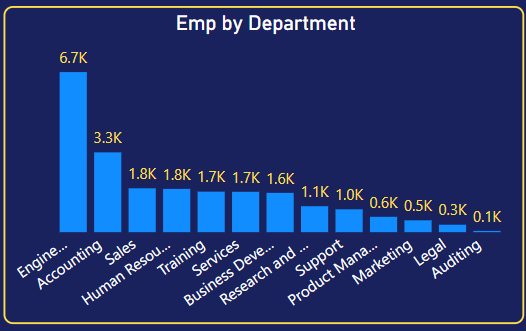 Emp by Department
6.7K
3.3K
1.8K
1.8K
1.7K
1.7K
1.6K
1.1K
1.0K
0.6K
0.5K
0.3K
0.1K
Engine...
Accounting
Sales
Human Resou...
Training
Services
Business Deve...
Research and ...
Support
Product Mana...
Marketing
Legal
Auditing